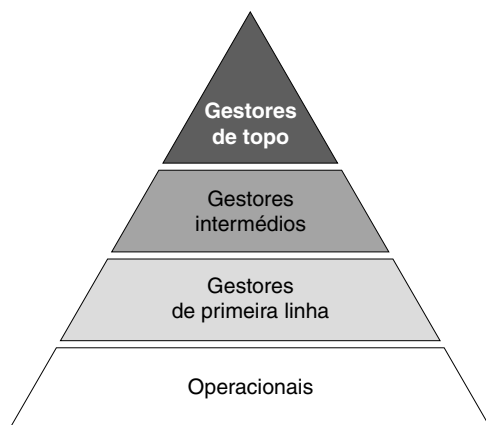 Gestores
de topo
Gestores
intermédios
Gestores
de primeira linha
Operacionais